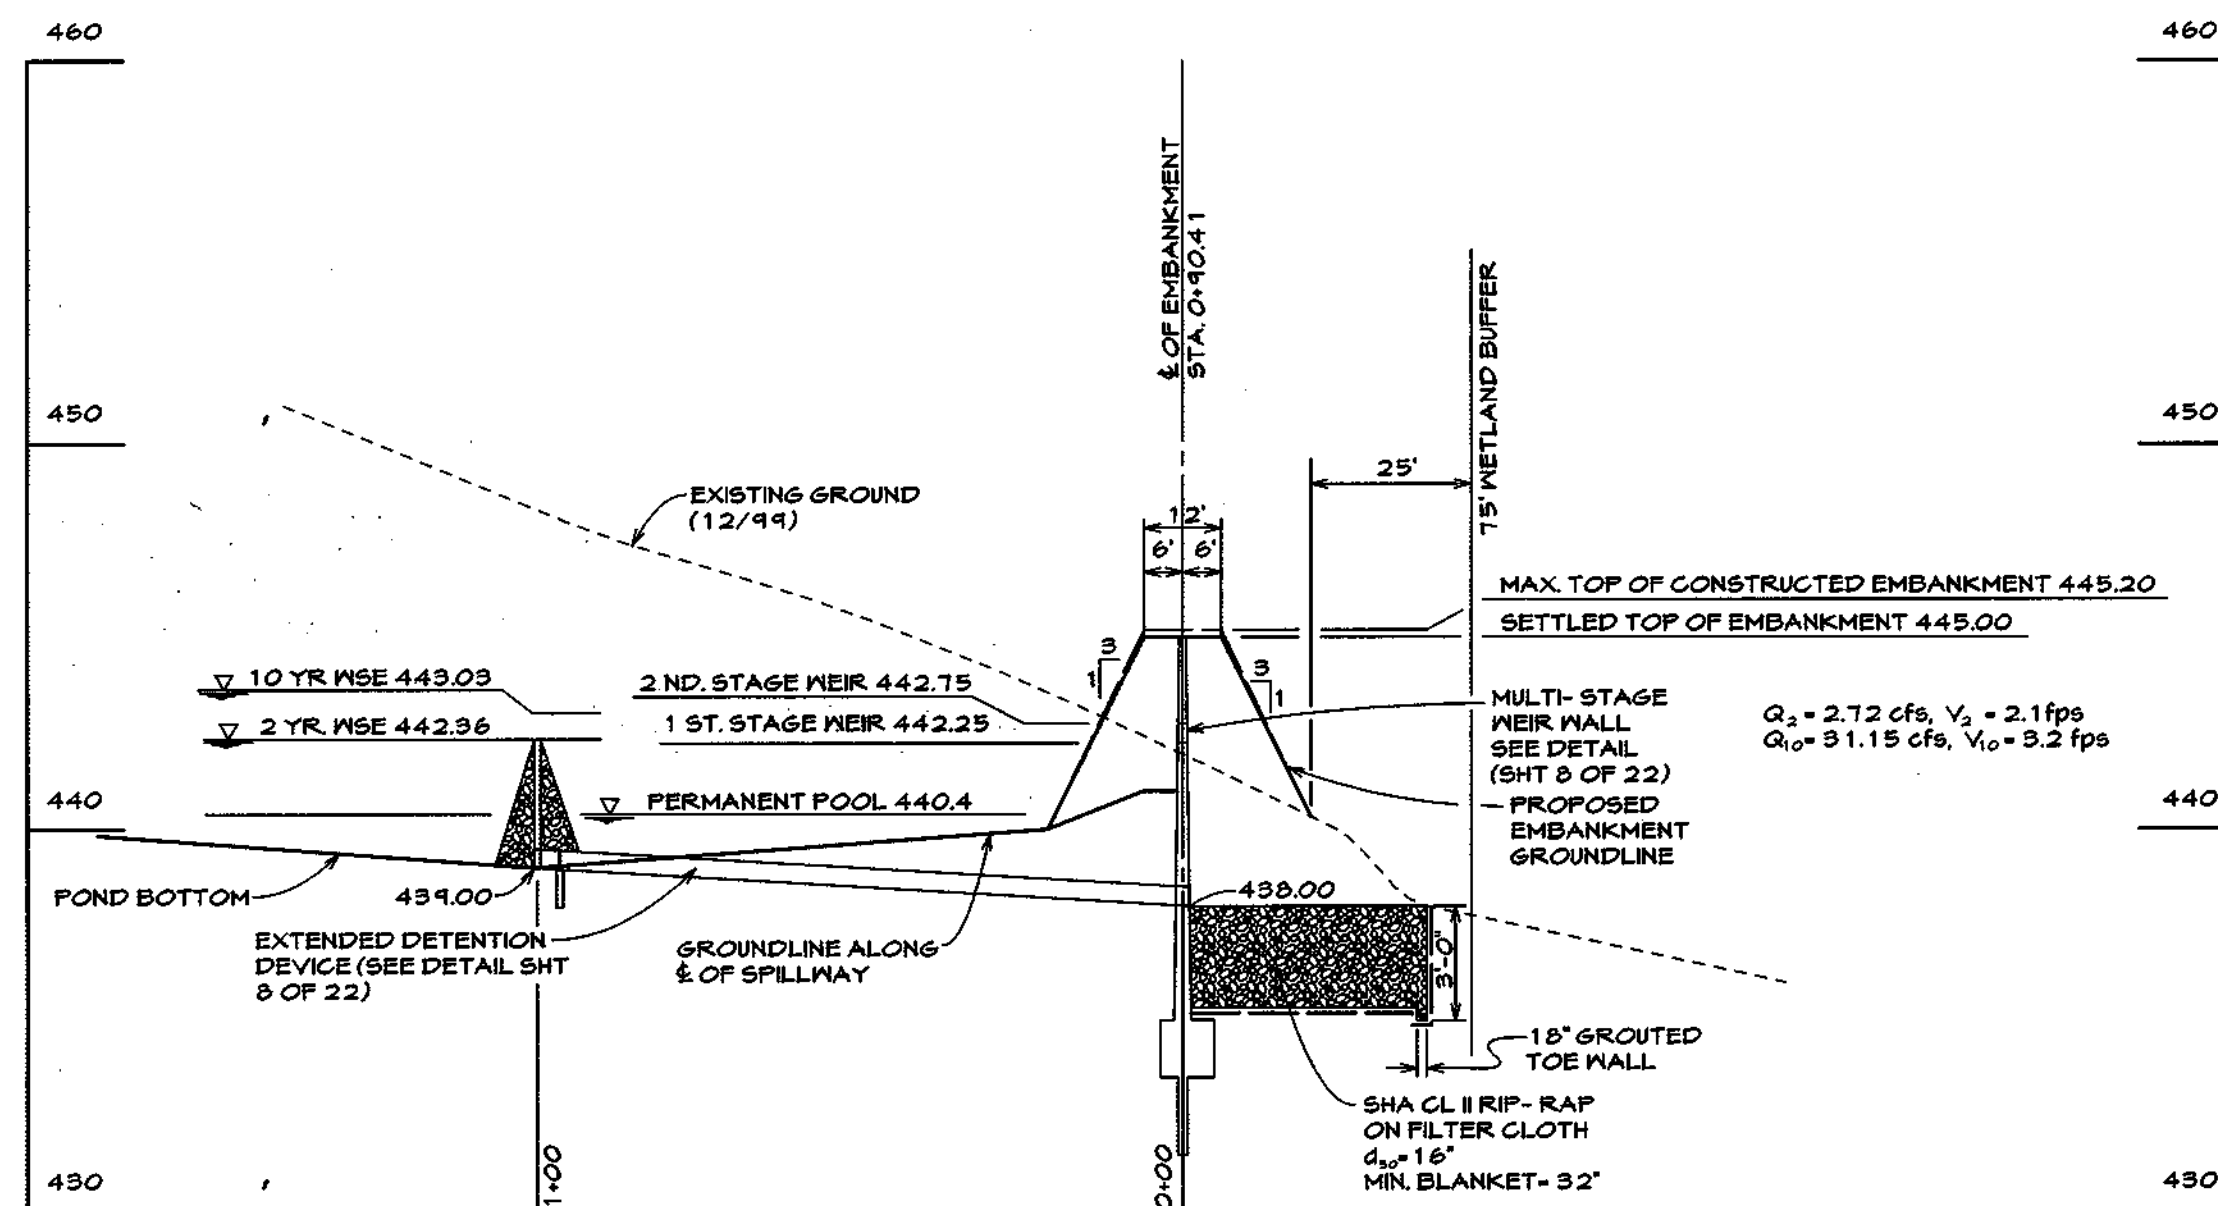 460
460
℄ OF EMBANKMENT
STA. 0+90.41
75' WETLAND BUFFER
450
450
25'
EXISTING GROUND
(12/99)
12'
6' 6'
MAX. TOP OF CONSTRUCTED EMBANKMENT 445.20
SETTLED TOP OF EMBANKMENT 445.00
3
1
3
1
10 YR WSE 443.03
2 YR. WSE 442.36
2 ND. STAGE WEIR 442.75
1 ST. STAGE WEIR 442.25
MULTI- STAGE
WEIR WALL
SEE DETAIL
(SHT 8 OF 22)
Q₂ = 2.72 cfs, V₂ = 2.1fps
Q₁₀= 31.15 cfs, V₁₀= 3.2 fps
440
PERMANENT POOL 440.4
PROPOSED
EMBANKMENT
GROUNDLINE
440
POND BOTTOM
439.00
438.00
EXTENDED DETENTION
DEVICE (SEE DETAIL SHT
8 OF 22)
GROUNDLINE ALONG
℄ OF SPILLWAY
3'-0"
18" GROUTED
TOE WALL
SHA CL II RIP- RAP
ON FILTER CLOTH
d₅₀= 16"
MIN. BLANKET= 32"
430
1+00
0+00
430